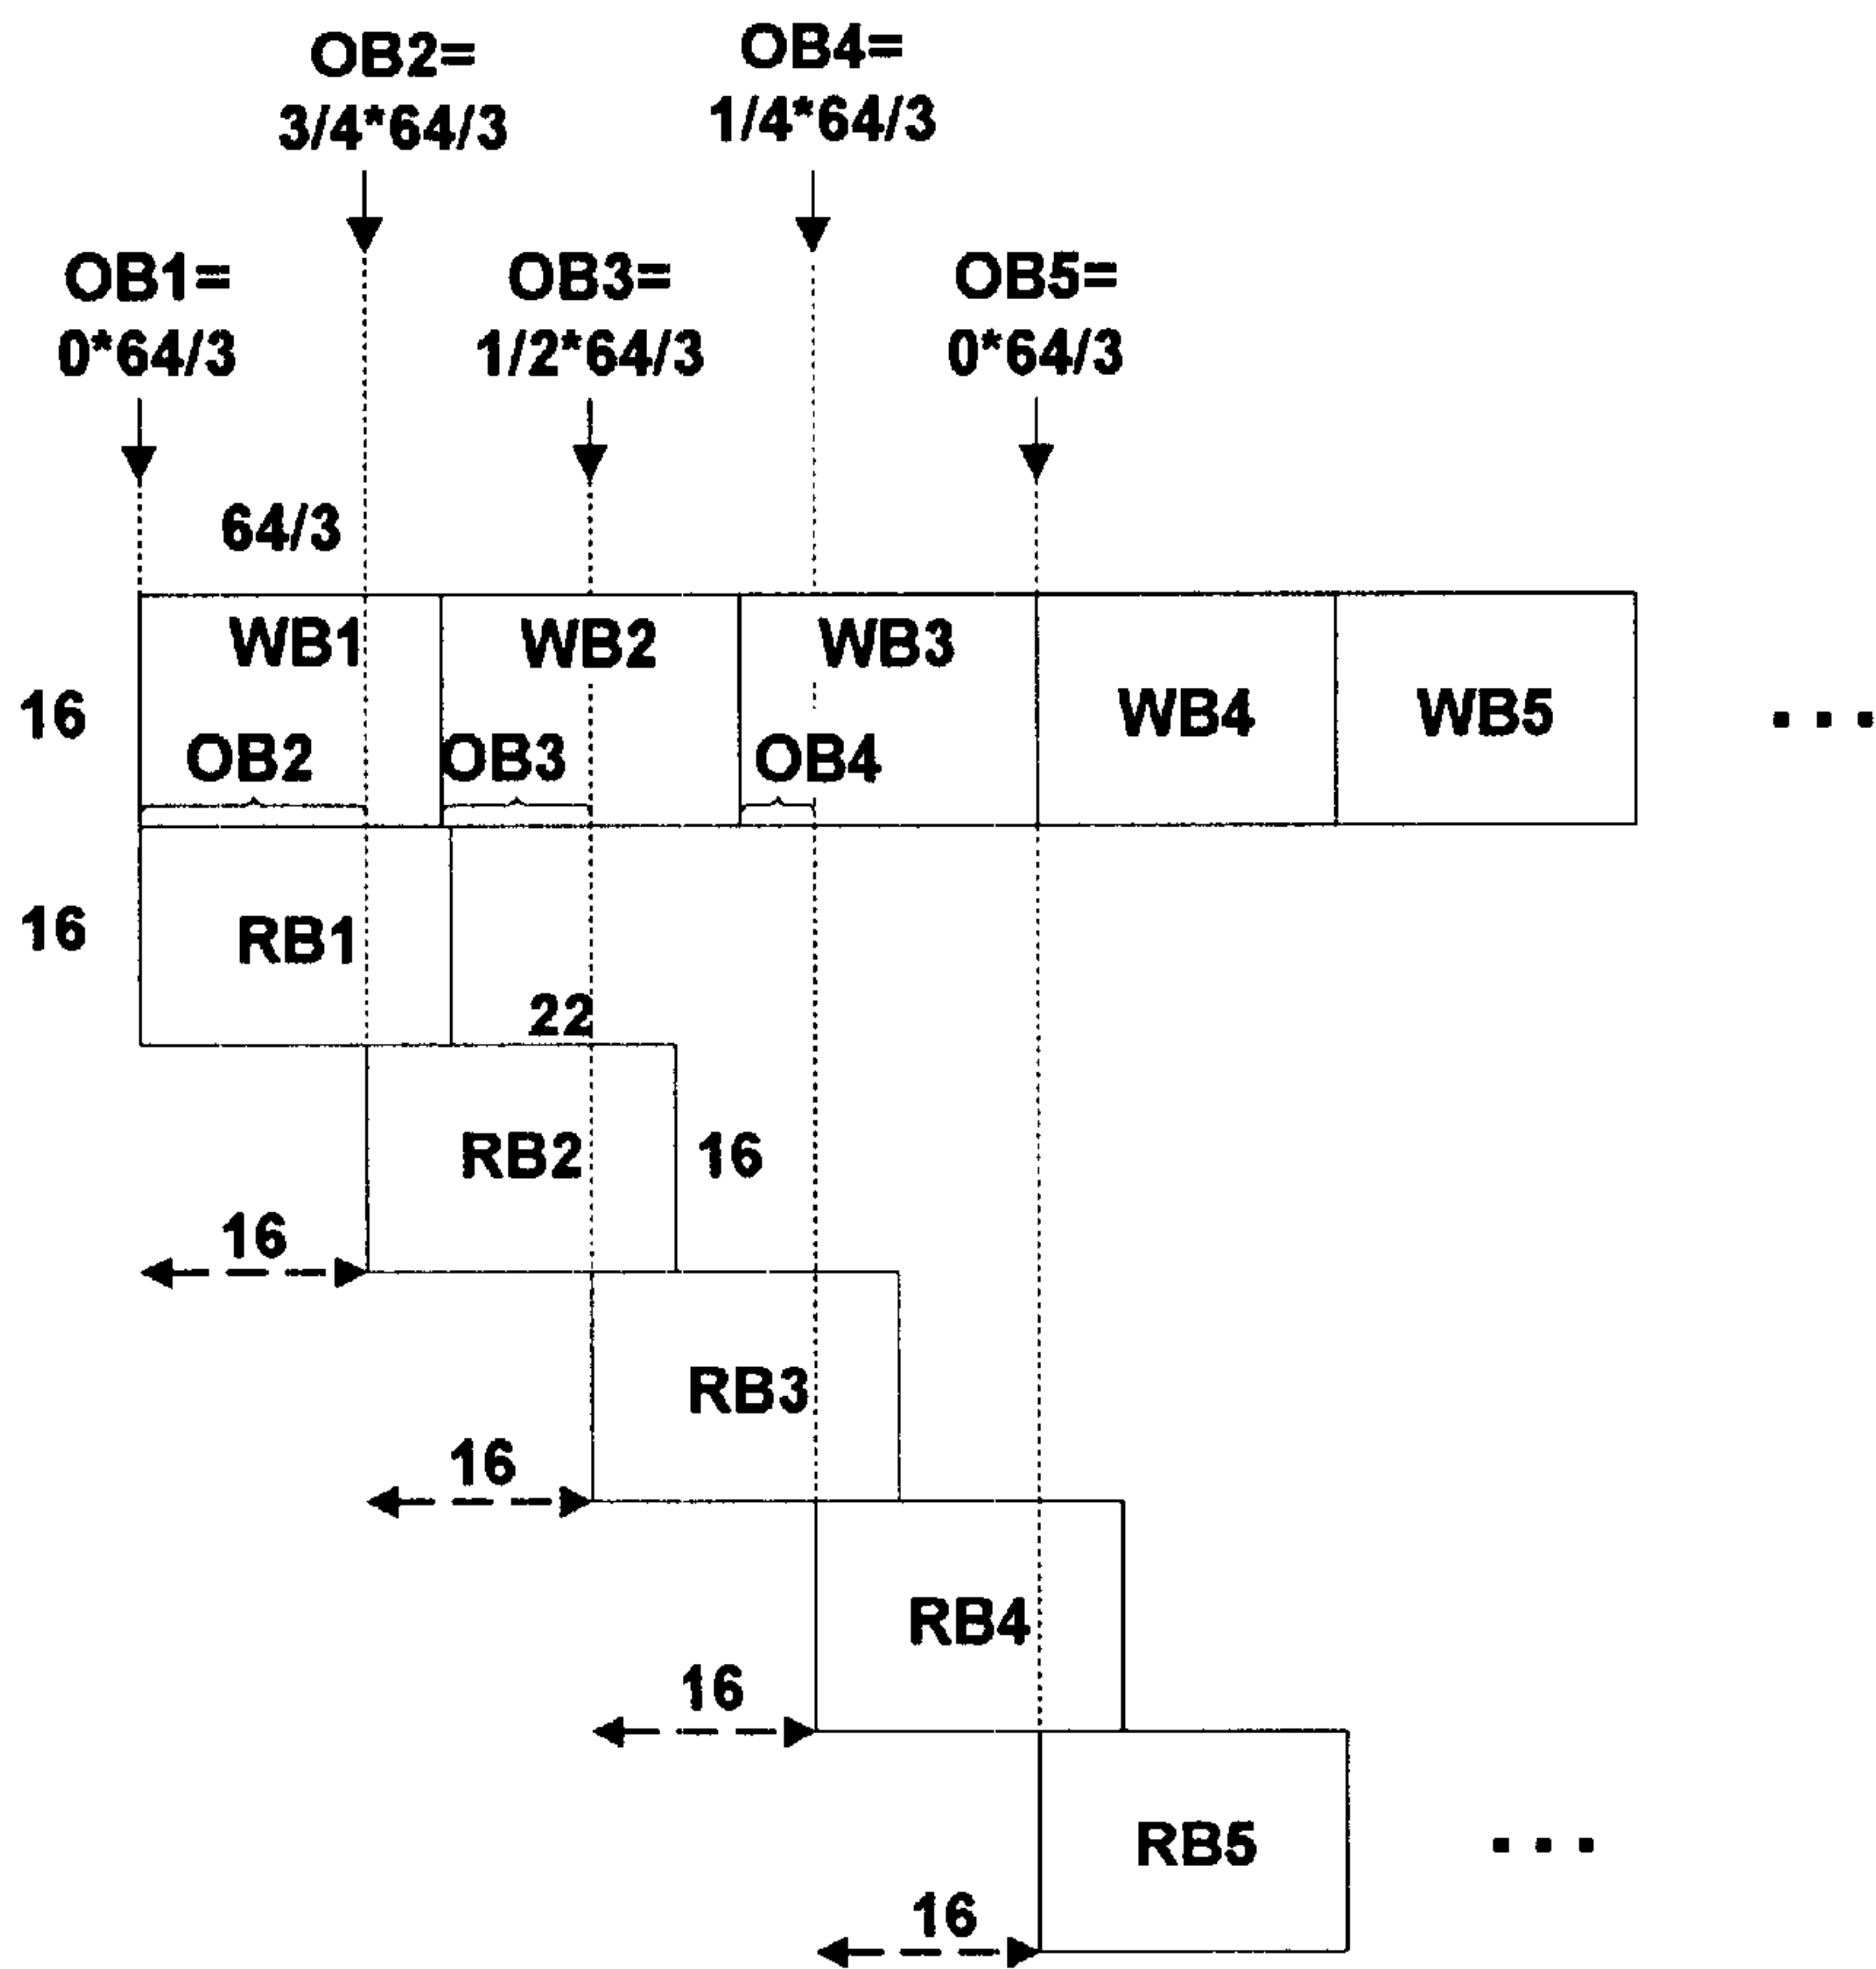 OB2=
3/4*64/3
OB4=
1/4*64/3
OB1=
0*64/3
OB3=
1/2*64/3
OB5=
0*64/3
64/3
WB1
WB2
WB3
WB4
WB5
...
16
OB2
OB3
OB4
16
RB1
22
RB2
16
16
RB3
16
RB4
16
RB5
...
16